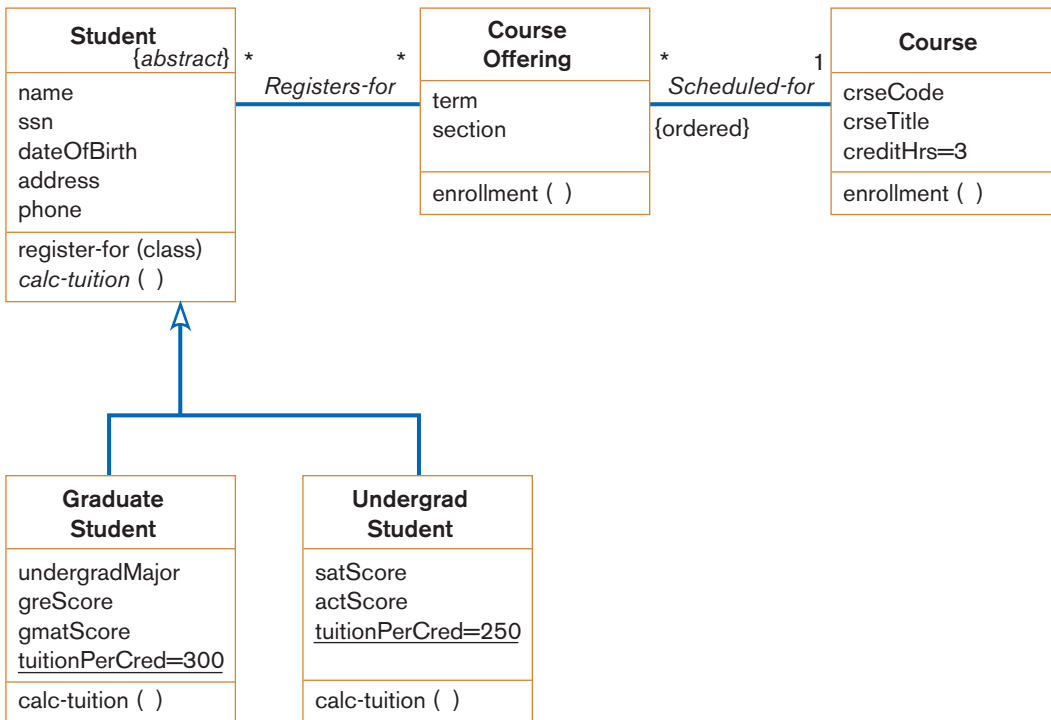 Student
{abstract}
name
ssn
dateOfBirth
address
phone
register-for (class)
calc-tuition ( )
* *
Registers-for
Course
Offering
term
section
enrollment ( )
* 1
Scheduled-for
{ordered}
Course
crseCode
crseTitle
creditHrs=3
enrollment ( )
Graduate
Student
undergradMajor
greScore
gmatScore
tuitionPerCred=300
calc-tuition ( )
Undergrad
Student
satScore
actScore
tuitionPerCred=250
calc-tuition ( )